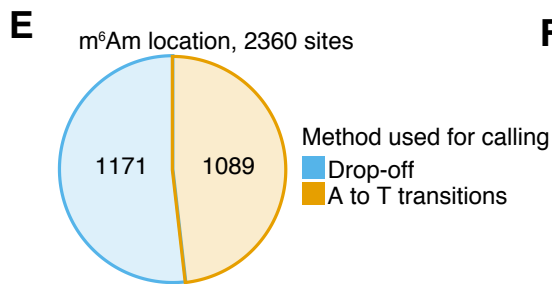 E
F
m⁶Am location, 2360 sites
1171
1089
Method used for calling
Drop-off
A to T transitions